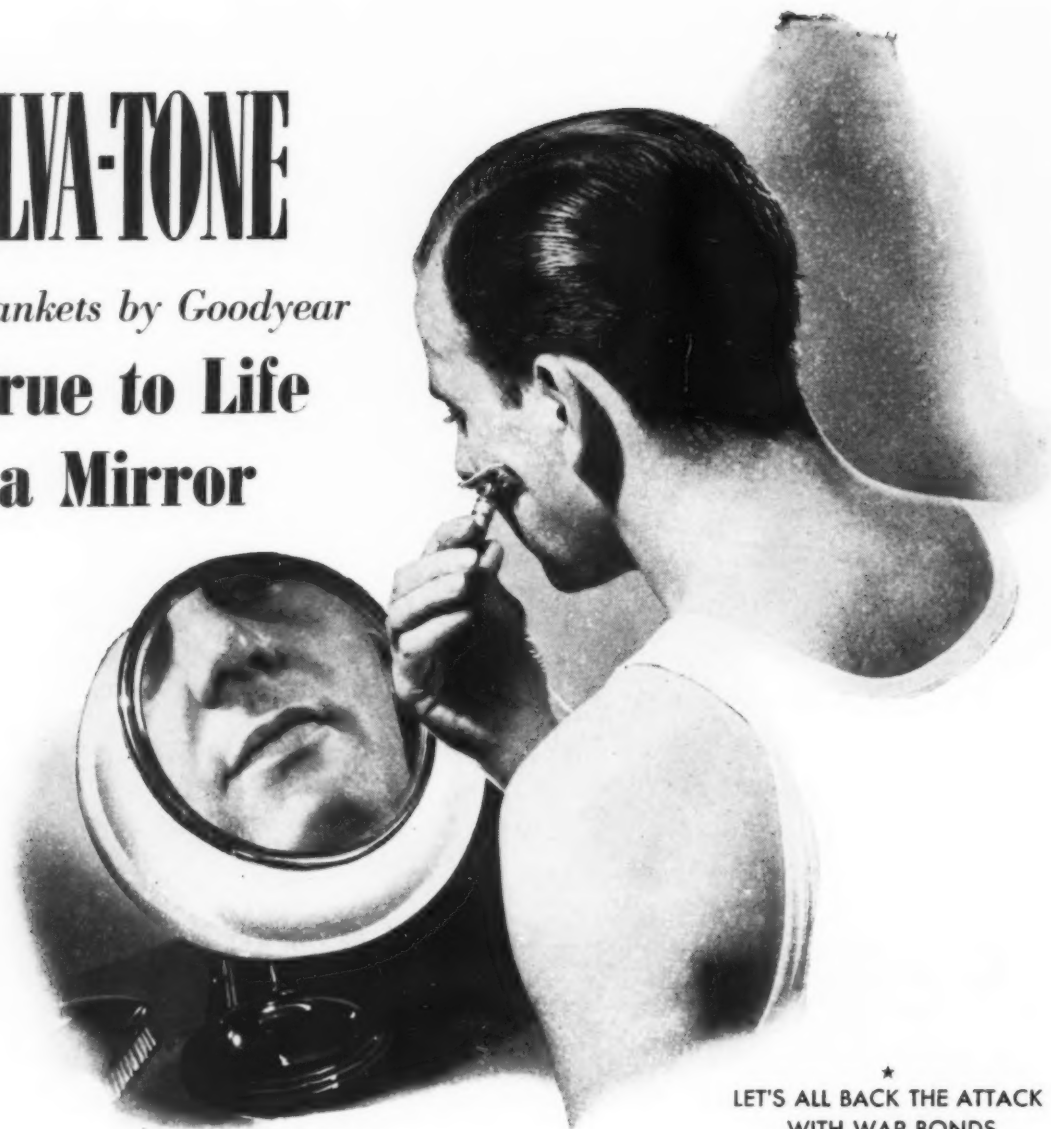 LVA-TONE
ankets by Goodyear
rue to Life
a Mirror
LET'S ALL BACK THE ATTACK
WITH WAR BONDS